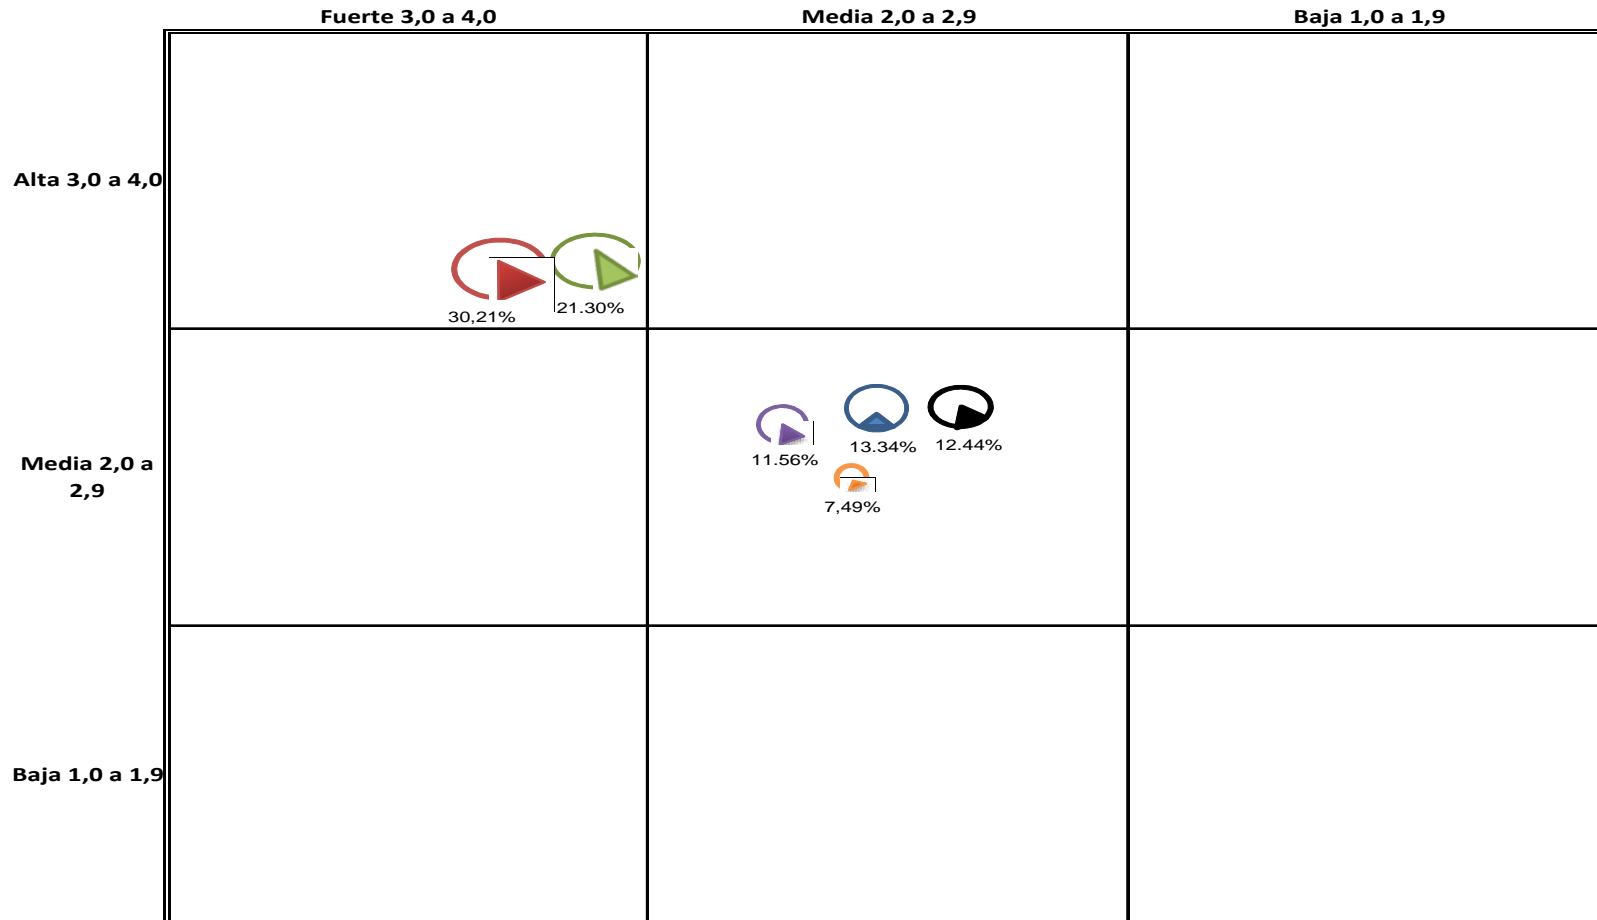 Fuerte 3,0 a 4,0
Media 2,0 a 2,9
Baja 1,0 a 1,9
Alta 3,0 a 4,0
30,21%
21.30%
Media 2,0 a
2,9
11.56%
13.34%
12.44%
7,49%
Baja 1,0 a 1,9